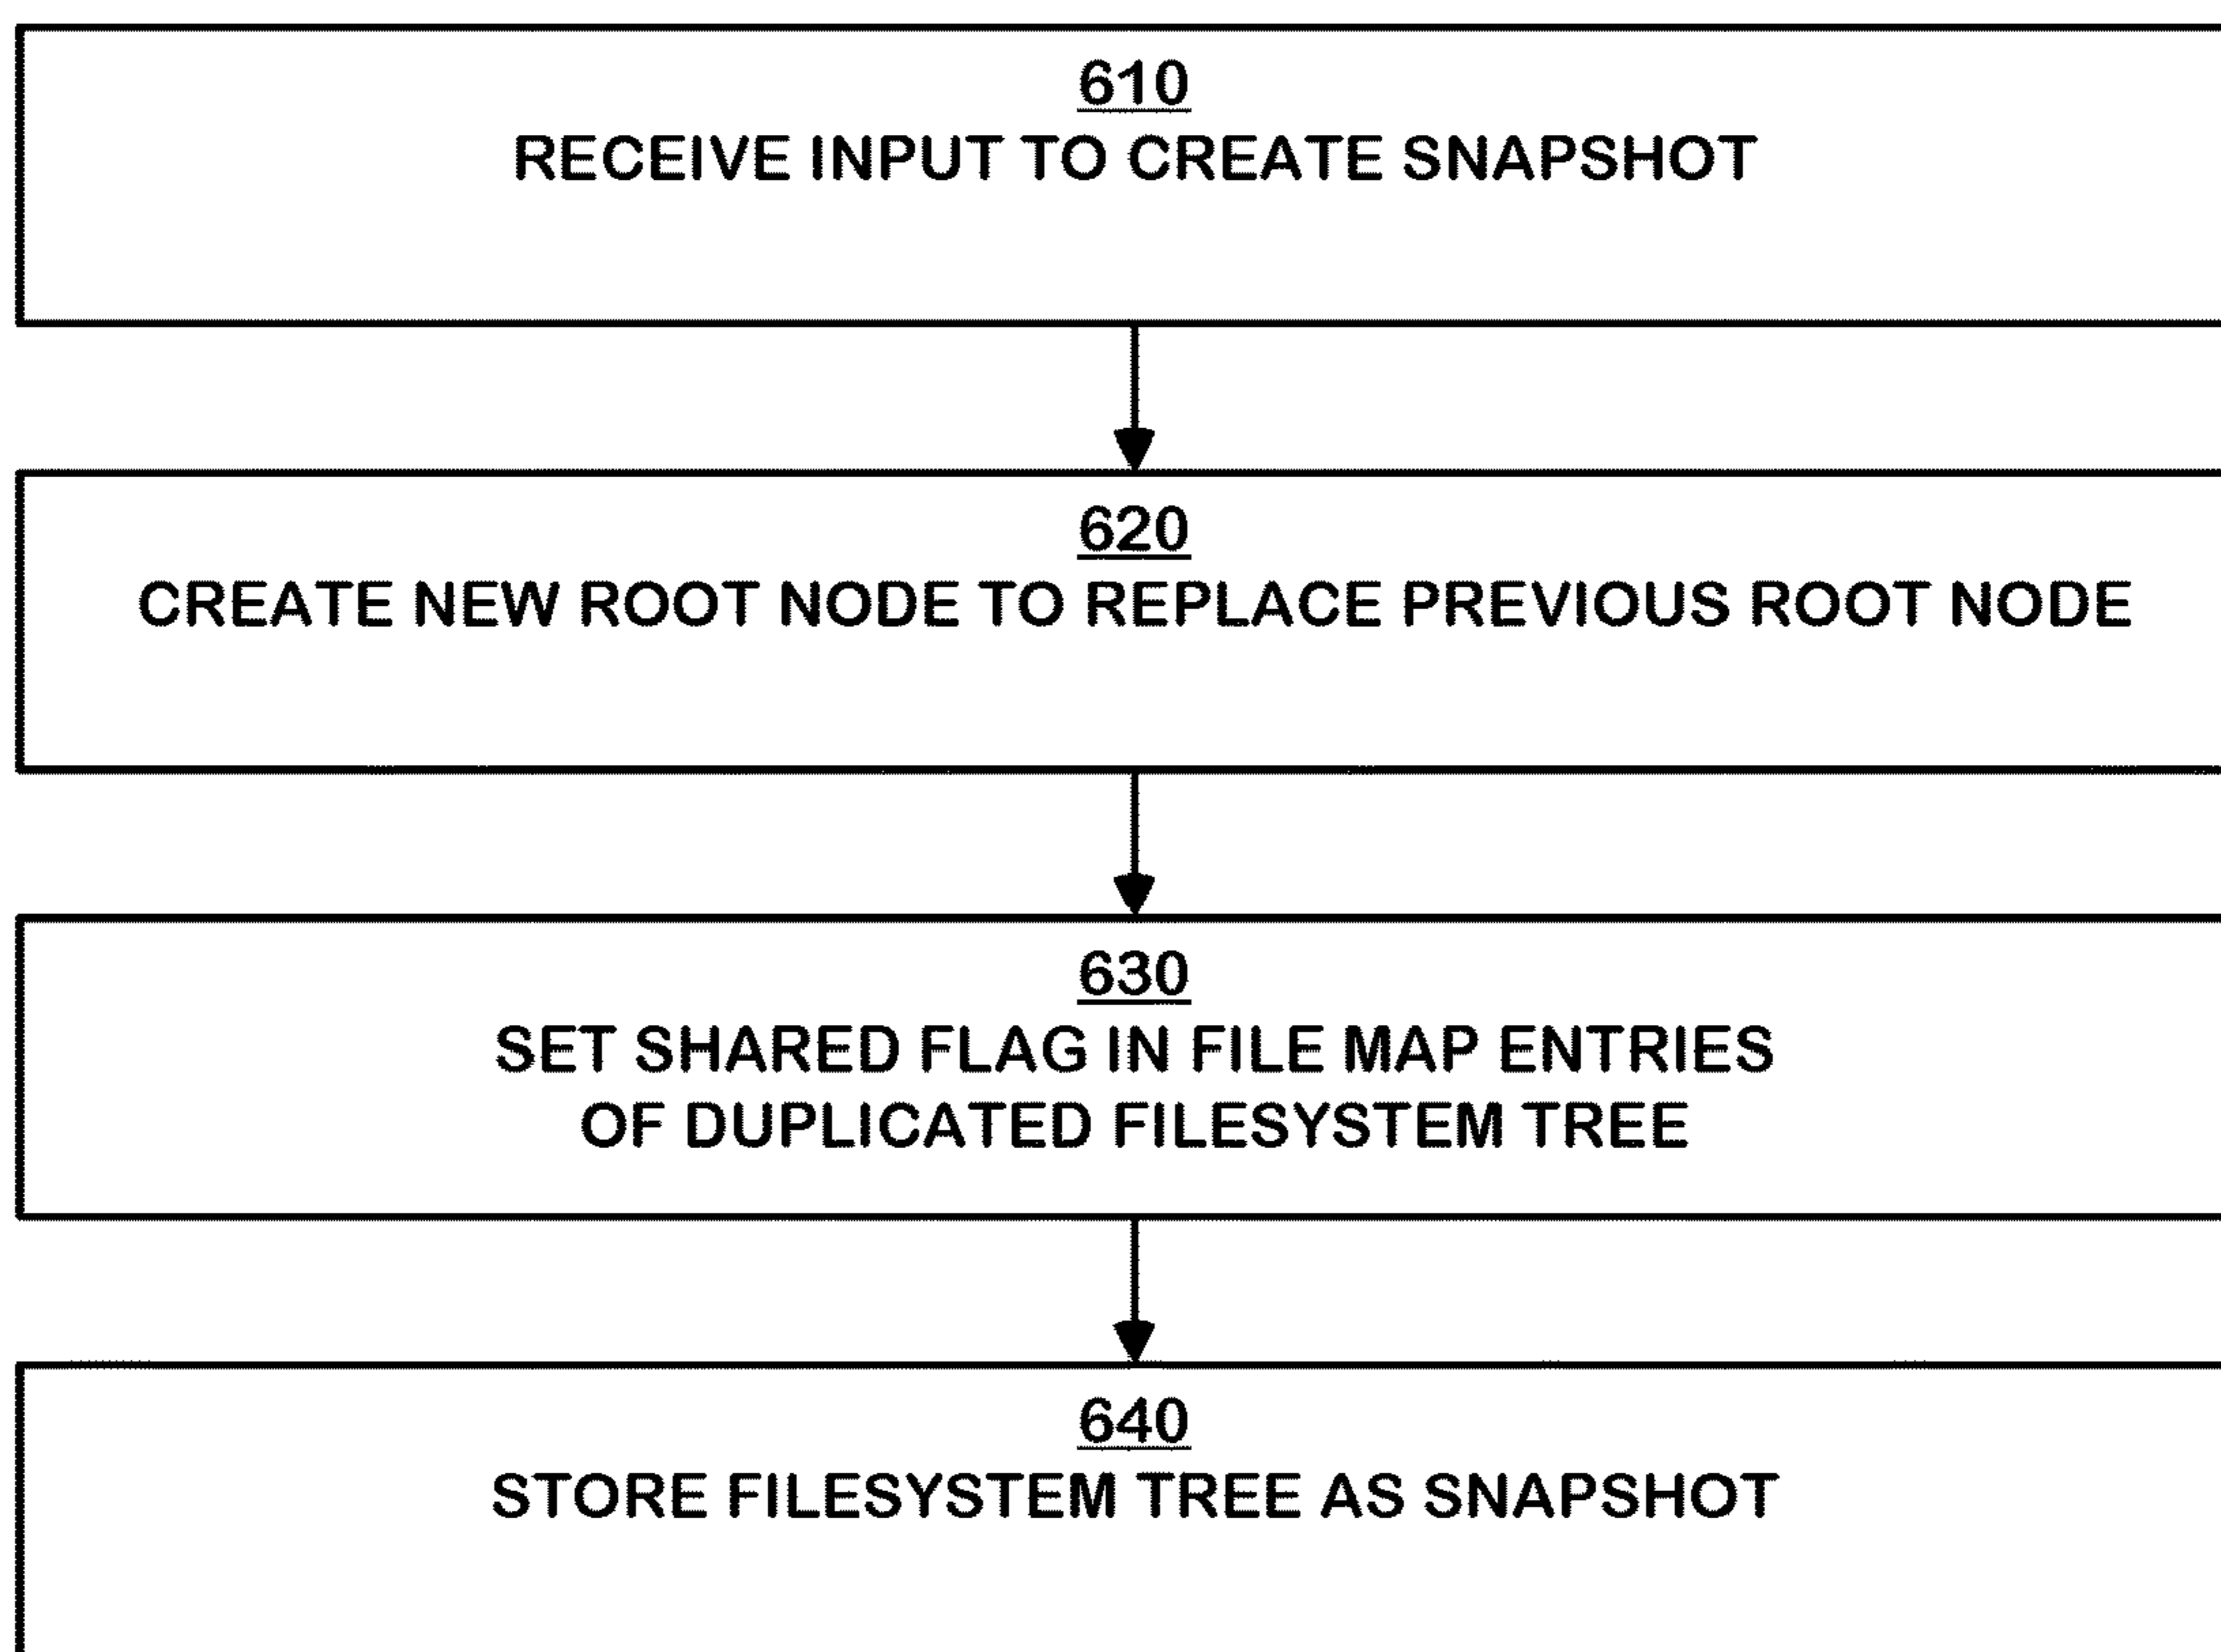 610
RECEIVE INPUT TO CREATE SNAPSHOT
620
CREATE NEW ROOT NODE TO REPLACE PREVIOUS ROOT NODE
630
SET SHARED FLAG IN FILE MAP ENTRIES
OF DUPLICATED FILESYSTEM TREE
640
STORE FILESYSTEM TREE AS SNAPSHOT